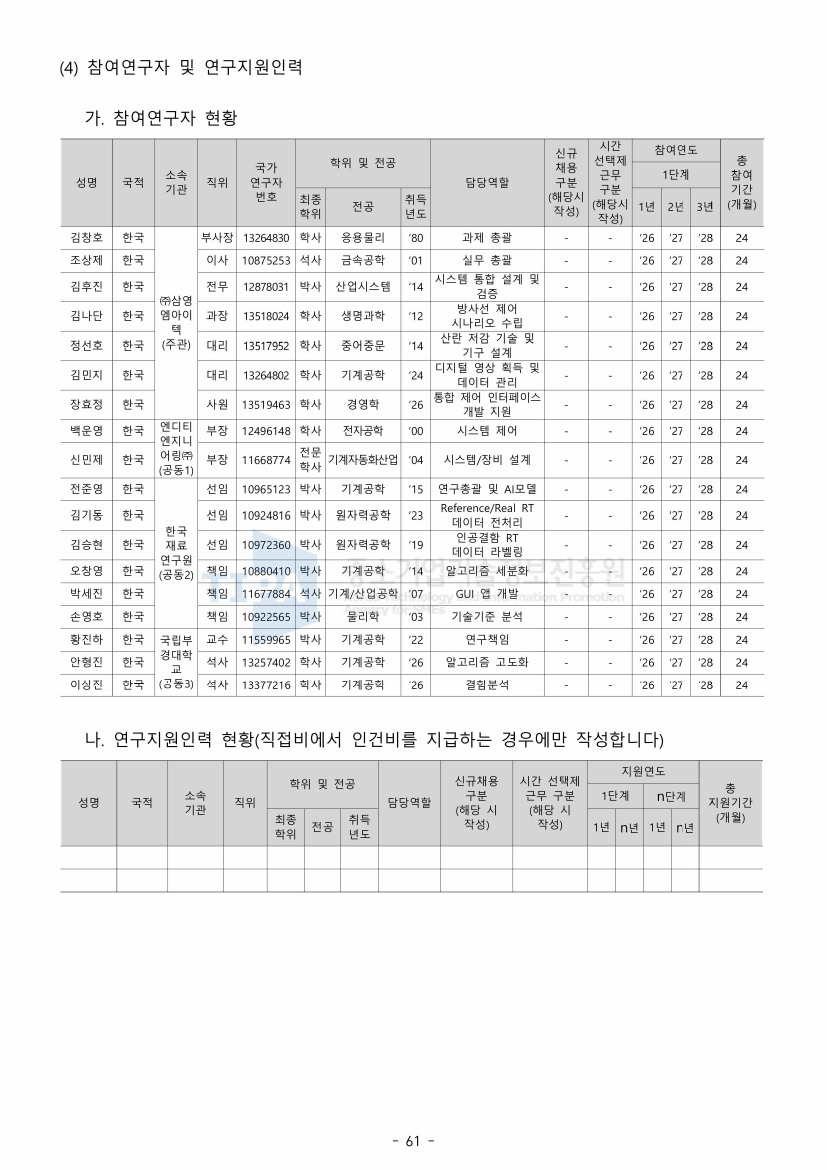 (4) 참여연구자 및 연구지원인력
가. 참여연구자 현황
성명 국적 소속 기관 직위 국가 연구자 번호 학위 및 전공 담당역할 신규 채용 구분 (해당시 작성) 시간 선택제 근무 구분 (해당시 작성) 참여연도 총 참여 기간 (개월)
1단계
최종 학위 전공 취득 년도 1년 2년 3년
김창호 한국 ㈜삼영엠아이텍 (주관) 부사장 13264830 학사 응용물리 ‘80 과제 총괄 - - ‘26 ‘27 ‘28 24
조상제 한국 이사 10875253 석사 금속공학 ‘01 실무 총괄 - - ‘26 ‘27 ‘28 24
김후진 한국 전무 12878031 박사 산업시스템 ‘14 시스템 통합 설계 및 검증 - - ‘26 ‘27 ‘28 24
김나단 한국 과장 13518024 학사 생명과학 ‘12 방사선 제어 시나리오 수립 - - ‘26 ‘27 ‘28 24
정선호 한국 대리 13517952 학사 중어중문 ‘14 산란 저감 기술 및 기구 설계 - - ‘26 ‘27 ‘28 24
김민지 한국 대리 13264802 학사 기계공학 ‘24 디지털 영상 획득 및 데이터 관리 - - ‘26 ‘27 ‘28 24
장효정 한국 사원 13519463 학사 경영학 ‘26 통합 제어 인터페이스 개발 지원 - - ‘26 ‘27 ‘28 24
백운영 한국 엔디티엔지니어링㈜ (공동1) 부장 12496148 학사 전자공학 ‘00 시스템 제어 - - ‘26 ‘27 ‘28 24
신민제 한국 부장 11668774 전문학사 기계자동화산업 ‘04 시스템/장비 설계 - - ‘26 ‘27 ‘28 24
전준영 한국 한국재료연구원 (공동2) 선임 10965123 박사 기계공학 ‘15 연구총괄 및 AI모델 - - ‘26 ‘27 ‘28 24
김기동 한국 선임 10924816 박사 원자력공학 ‘23 Reference/Real RT 데이터 전처리 - - ‘26 ‘27 ‘28 24
김승현 한국 선임 10972360 박사 원자력공학 ‘19 인공결함 RT 데이터 라벨링 - - ‘26 ‘27 ‘28 24
오창영 한국 책임 10880410 박사 기계공학 ‘14 알고리즘 세분화 - - ‘26 ‘27 ‘28 24
박세진 한국 책임 11677884 석사 기계/산업공학 ‘07 GUI 앱 개발 - - ‘26 ‘27 ‘28 24
손영호 한국 책임 10922565 박사 물리학 ‘03 기술기준 분석 - - ‘26 ‘27 ‘28 24
황진하 한국 국립부경대학교 (공동3) 교수 11559965 박사 기계공학 ‘22 연구책임 - - ‘26 ‘27 ‘28 24
안형진 한국 석사 13257402 학사 기계공학 ‘26 알고리즘 고도화 - - ‘26 ‘27 ‘28 24
이싱진 한국 석사 13377216 학사 기계공학 ‘26 결함분석 - - ‘26 ‘27 ‘28 24
나. 연구지원인력 현황(직접비에서 인건비를 지급하는 경우에만 작성합니다)
성명 국적 소속 기관 직위 학위 및 전공 담당역할 신규채용 구분 (해당 시 작성) 시간 선택제 근무 구분 (해당 시 작성) 지원연도 총 지원기간 (개월)
1단계 n단계
최종 학위 전공 취득 년도 1년 n년 1년 n년
- 61 -